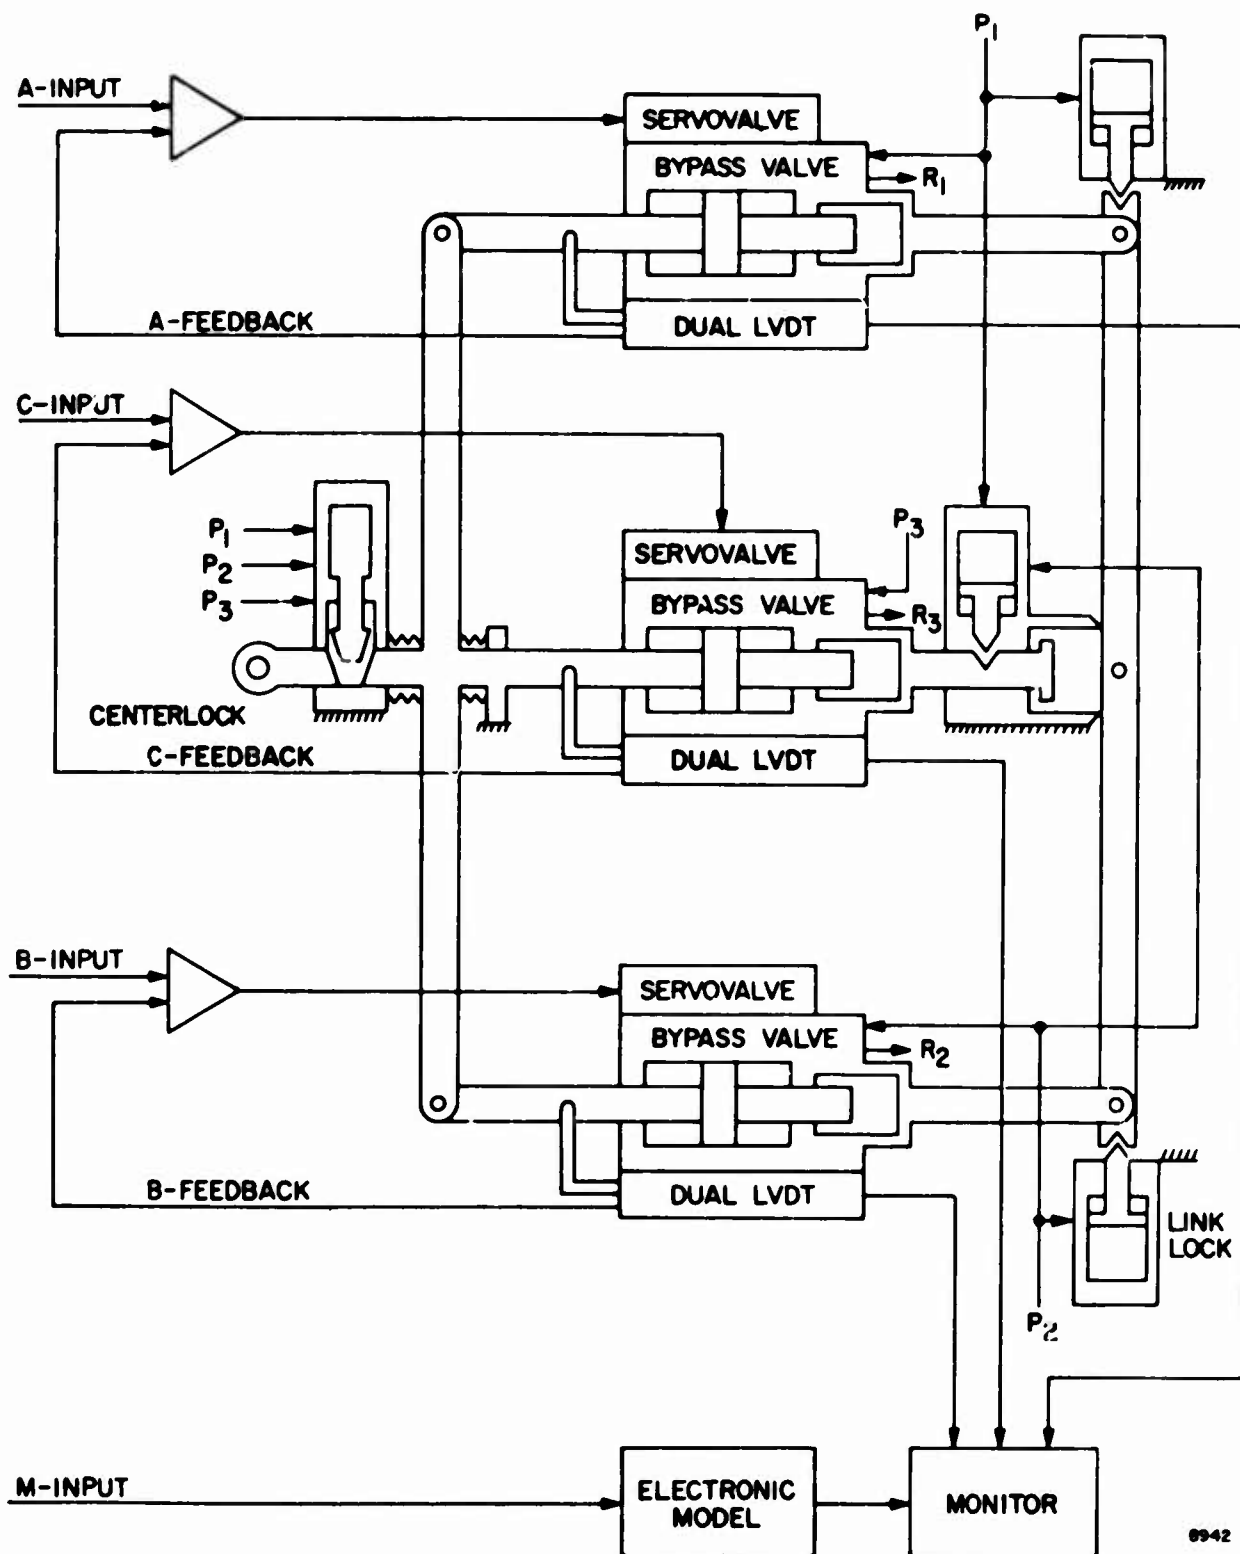 P1
A-INPUT
SERVOVALVE
BYPASS VALVE
R1
A-FEEDBACK
DUAL LVDT
C-INPUT
P1
P2
P3
P3
SERVOVALVE
BYPASS VALVE
R3
CENTERLOCK
C-FEEDBACK
DUAL LVDT
B-INPUT
SERVOVALVE
BYPASS VALVE
R2
B-FEEDBACK
DUAL LVDT
LINK
LOCK
P2
M-INPUT
ELECTRONIC
MODEL
MONITOR
8942